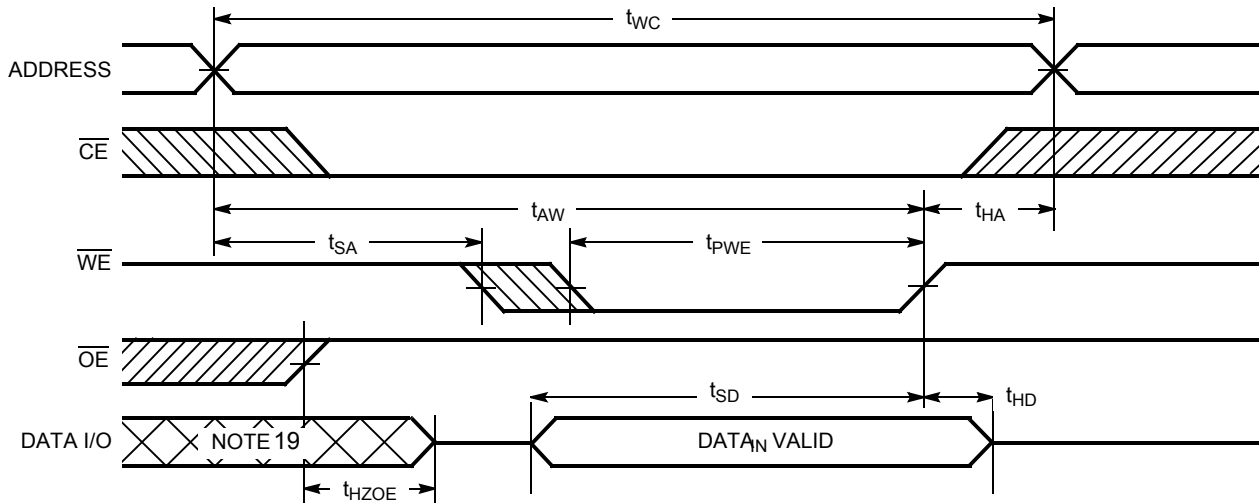 tWC
ADDRESS
CE
tAW
tHA
tSA
tPWE
WE
OE
tSD
tHD
DATA I/O
NOTE 19
DATAIN VALID
tHZOE